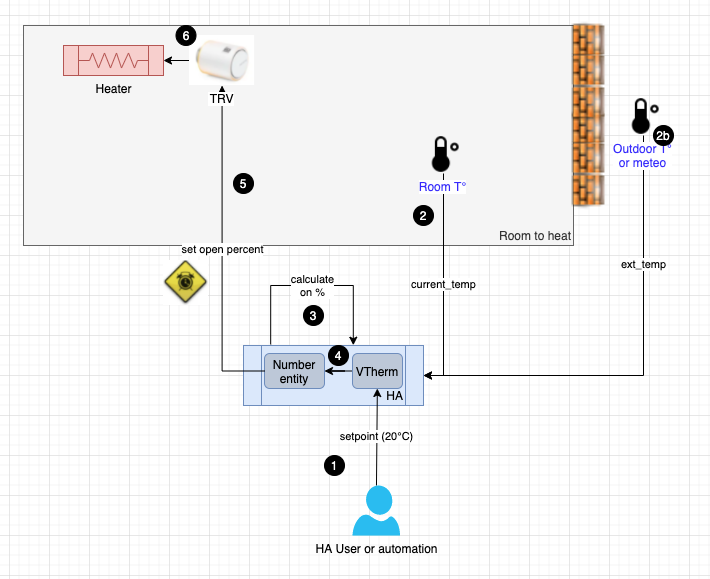 6
Heater
TRV
2b
Outdoor T°
or meteo
Room T°
5
2
Room to heat
set open percent
ext_temp
calculate
on %
current_temp
3
4
Number
entity
VTherm
HA
setpoint (20°C)
1
HA User or automation